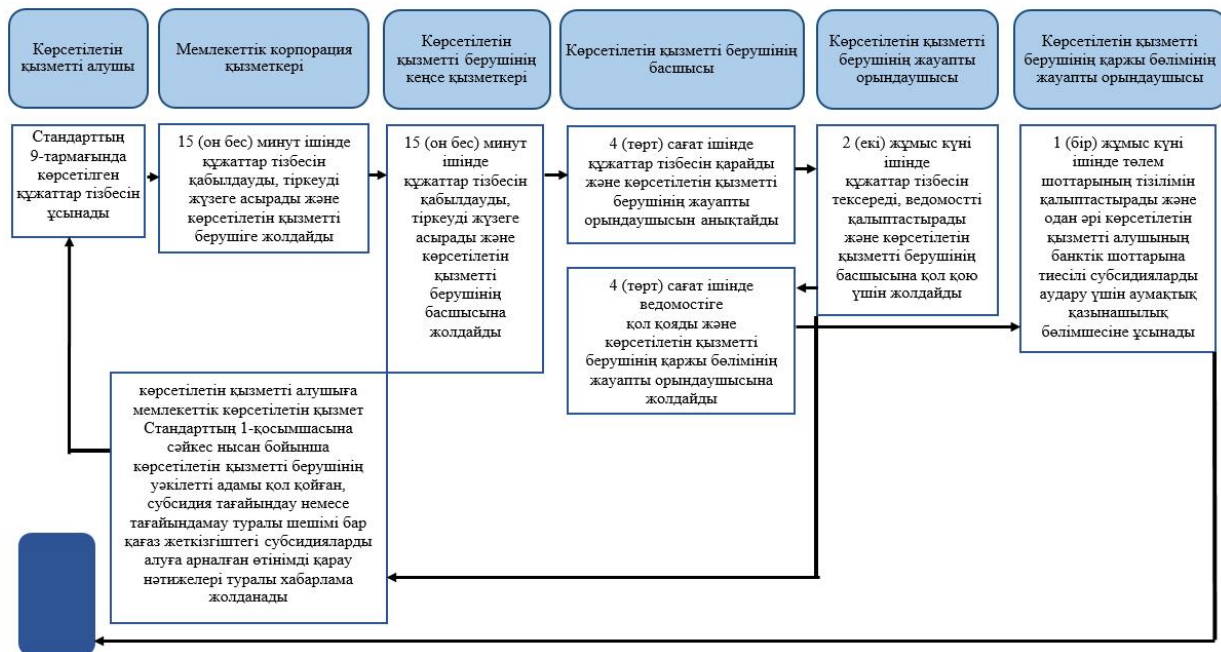 Көрсетілетін
қызметті алушы
Мемлекеттік корпорация
қызметкері
Көрсетілетін
қызметті берушінің
кеңсе қызметкері
Көрсетілетін қызметті берушінің
басшысы
Көрсетілетін қызметті
берушінің жауапты
орындаушысы
Көрсетілетін қызметті
берушінің қаржы бөлімінің
жауапты орындаушысы
Стандарттың
9-тармағында
көрсетілген
құжаттар тізбесін
ұсынады
15 (он бес) минут ішінде
құжаттар тізбесін
қабылдауды, тіркеуді
жүзеге асырады және
көрсетілетін қызметті
берушіге жолдайды
15 (он бес) минут
ішінде
құжаттар тізбесін
қабылдауды,
тіркеуді жүзеге
асырады және
көрсетілетін
қызметті
берушінің
басшысына
жолдайды
4 (төрт) сағат ішінде
құжаттар тізбесін қарайды
және көрсетілетін қызметті
берушінің жауапты
орындаушысын анықтайды
2 (екі) жұмыс күні
ішінде
құжаттар тізбесін
тексереді, ведомостті
қалыптастырады
және көрсетілетін
қызметті берушінің
басшысына қол қою
үшін жолдайды
1 (бір) жұмыс күні
ішінде төлем
шоттарының тізілімін
қалыптастырады және
одан әрі көрсетілетін
қызметті алушының
банктік шоттарына
тиесілі субсидияларды
аудару үшін аумақтық
қазынашылық
бөлімшесіне ұсынады
4 (төрт) сағат ішінде
ведомостіге
қол қояды және
көрсетілетін қызметті
берушінің қаржы бөлімінің
жауапты орындаушысына
жолдайды
көрсетілетін қызметті алушыға
мемлекеттік көрсетілетін қызмет
Стандарттың 1-қосымшасына
сәйкес нысан бойынша
көрсетілетін қызметті берушінің
уәкілетті адамы қол қойған,
субсидия тағайындау немесе
тағайындамау туралы шешімі бар
қағаз жеткізгіштегі субсидияларды
алуға арналған өтінімді қарау
нәтижелері туралы хабарлама
жолданады